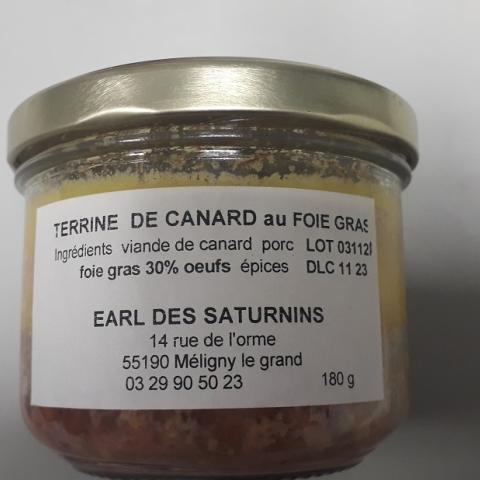 TERRINE DE CANARD au FOIE GRAS
Ingrédients viande de canard porc LOT
foie gras 30% oeufs épices DLC 11 23
EARL DES SATURNINS
14 rue de l'orme
55190 Méligny le grand
03 29 90 50 23 180 g